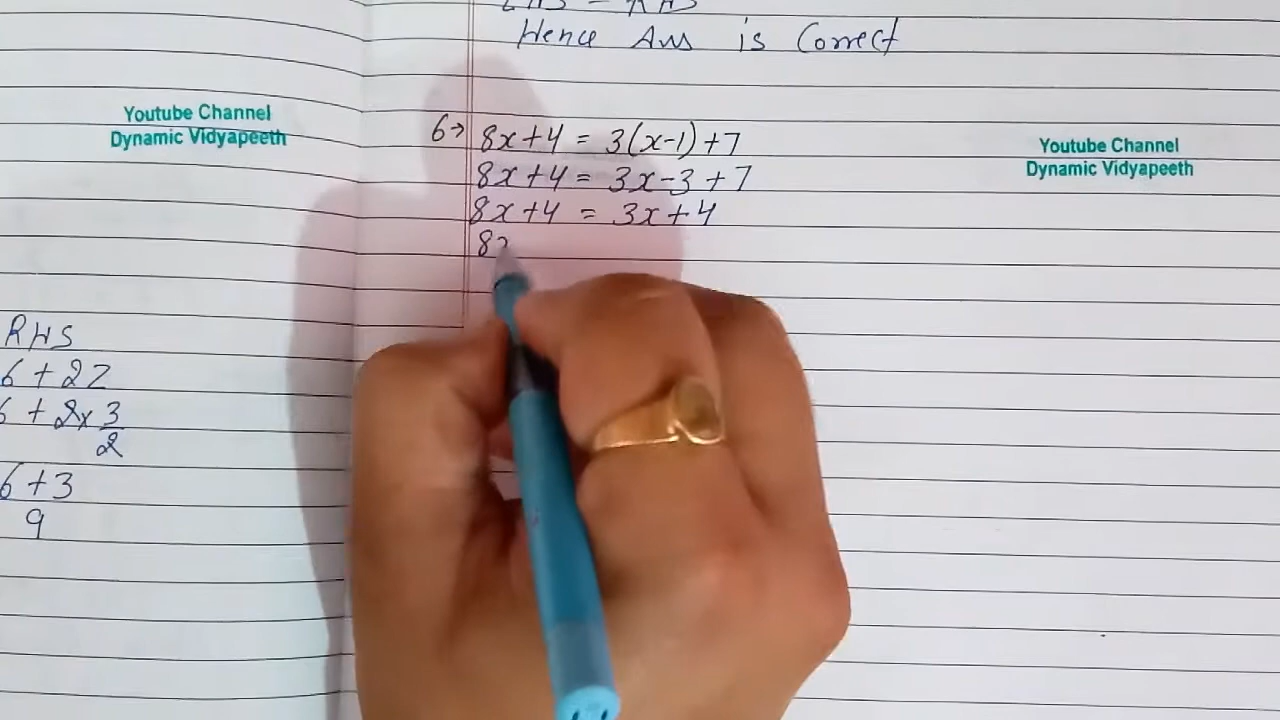 Hence Ans is Correct
Youtube Channel
Dynamic Vidyapeeth
6→ 8x+4 = 3(x-1)+7
8x+4 = 3x-3+7
8x+4 = 3x+4
8x
Youtube Channel
Dynamic Vidyapeeth
RHS
6+2z
6+2x 3/2
6+3
9